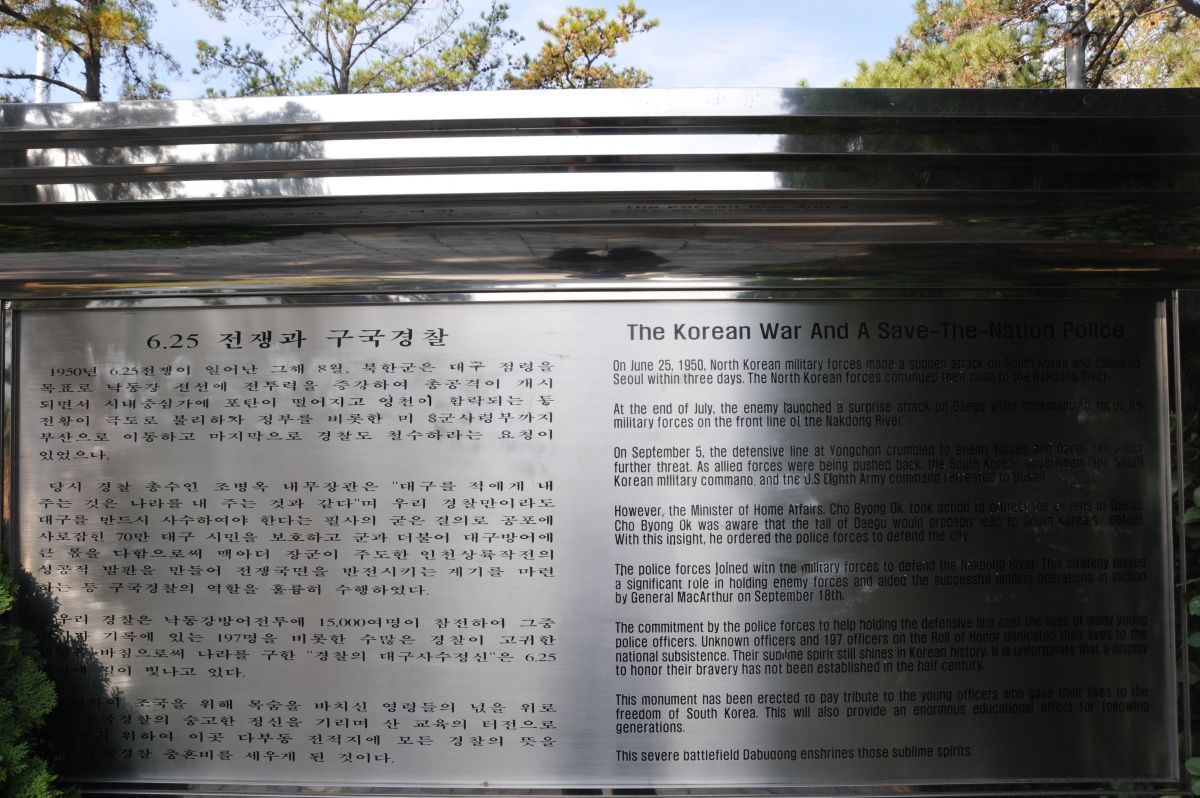 6.25 전쟁과 구국경찰
1950년 6.25전쟁이 일어난 그해 8월, 북한군은 대구 점령을
목표로 낙동강 전선에 전투력을 증강하여 총공격이 개시
되면서 시내중심가에 포탄이 떨어지고 영천이 함락되는 등
전황이 극도로 불리하자 정부를 비롯한 미 8군사령부까지
부산으로 이동하고 마지막으로 경찰도 철수하라는 요청이
있었으나,
당시 경찰 총수인 조병옥 내무장관은 "대구를 적에게 내
주는 것은 나라를 내 주는 것과 같다"며 우리 경찰만이라도
대구를 반드시 사수하여야 한다는 필사의 굳은 결의로 공포에
사로잡힌 70만 대구 시민을 보호하고 군과 더불어 대구방어에
큰 몫을 다함으로써 맥아더 장군이 주도한 인천상륙작전의
성공적 발판을 만들어 전쟁국면을 반전시키는 계기를 마련
하는 등 구국경찰의 역할을 훌륭히 수행하였다.
우리 경찰은 낙동강방어전투에 15,000여명이 참전하여 그중
기록에 있는 197명을 비롯한 수많은 경찰이 고귀한
바침으로써 나라를 구한 "경찰의 대구사수정신"은 6.25
빛나고 있다.
조국을 위해 목숨을 바치신 영령들의 넋을 위로
구국경찰의 숭고한 정신을 기리며 산 교육의 터전으로
위하여 이곳 다부동 전적지에 모든 경찰의 뜻을
구국경찰 충혼비를 세우게 된 것이다.
The Korean War And A Save-The-Nation Police
On June 25, 1950, North Korean military forces made a sudden attack on South Korea and captured
Seoul within three days. The North Korean forces continued their push to the Nakdong River.
At the end of July, the enemy launched a surprise attack on Daegu while continuing to focus its
military forces on the front line of the Nakdong River.
On September 5, the defensive line at Yongchon crumbled to enemy forces and Daegu fell under
further threat. As allied forces were being pushed back, the South Korean government, the South
Korean military command, and the U.S Eighth Army command retreated to Busan.
However, the Minister of Home Affairs, Cho Byong Ok, took action to protect the citizens of Daegu.
Cho Byong Ok was aware that the fall of Daegu would probably lead to South Korea's defeat.
With this insight, he ordered the police forces to defend the city.
The police forces joined with the military forces to defend the Nakdong River. This strategy played
a significant role in holding enemy forces and aided the successful landing operations in Inchon
by General MacArthur on September 18th.
The commitment by the police forces to help holding the defensive line cost the lives of many young
police officers. Unknown officers and 197 officers on the Roll of Honor dedicated their lives to the
national subsistence. Their sublime spirit still shines in Korean history. It is unfortunate that a display
to honor their bravery has not been established in the half century.
This monument has been erected to pay tribute to the young officers who gave their lives to the
freedom of South Korea. This will also provide an enormous educational effect for following
generations.
This severe battlefield Dabudong enshrines those sublime spirits.